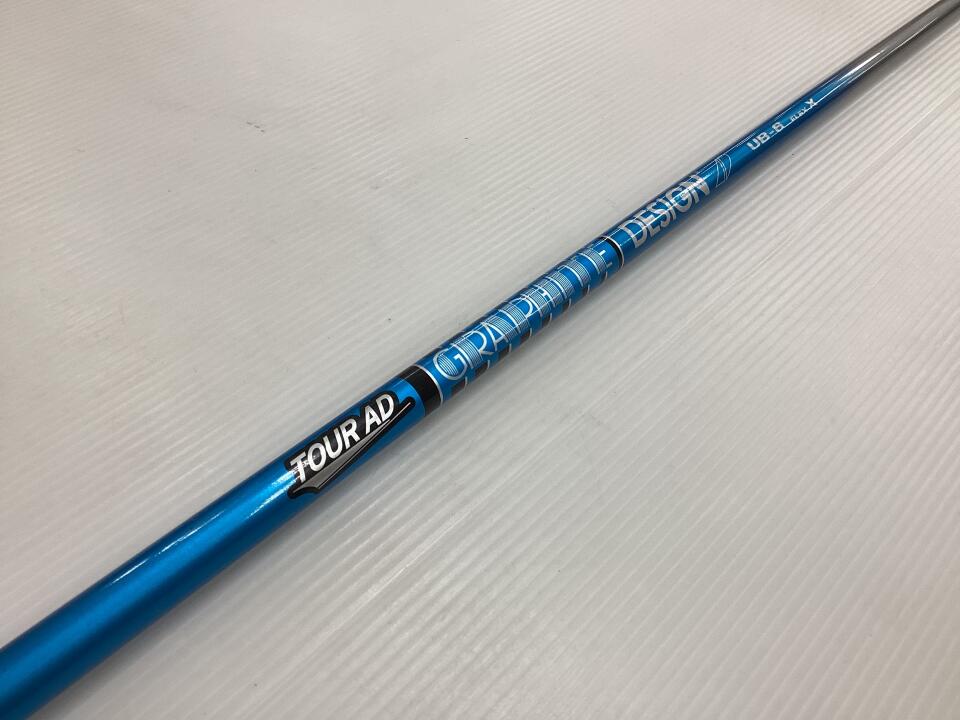 TOUR AD
GRAPHITE DESIGN
UB-6 FLEX X